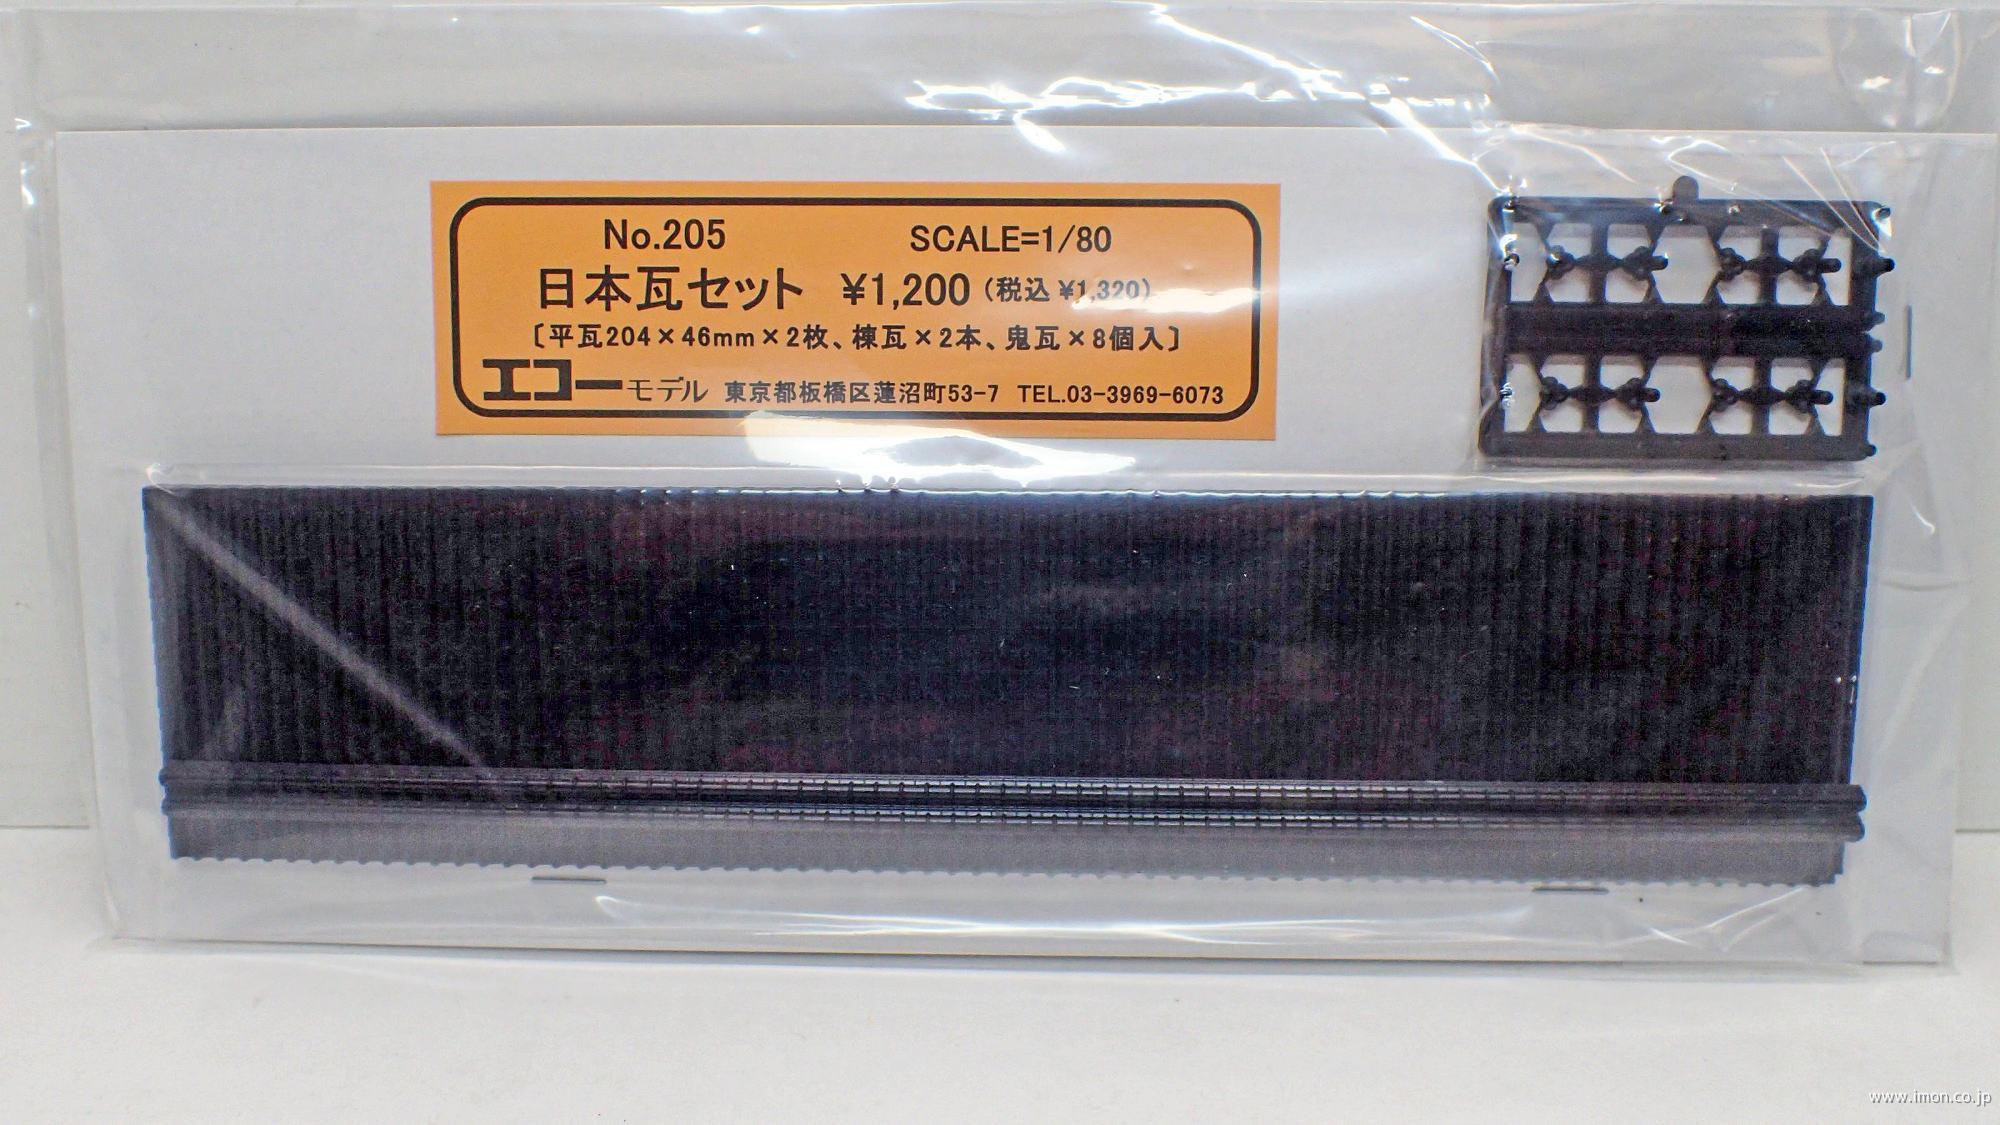 No.205 SCALE=1/80
日本瓦セット ¥1,200（税込 ¥1,320）
〔平瓦204×46mm×2枚、棟瓦×2本、鬼瓦×8個入〕
エコーモデル 東京都板橋区蓮沼町53-7 TEL.03-3969-6073
www.imon.co.jp